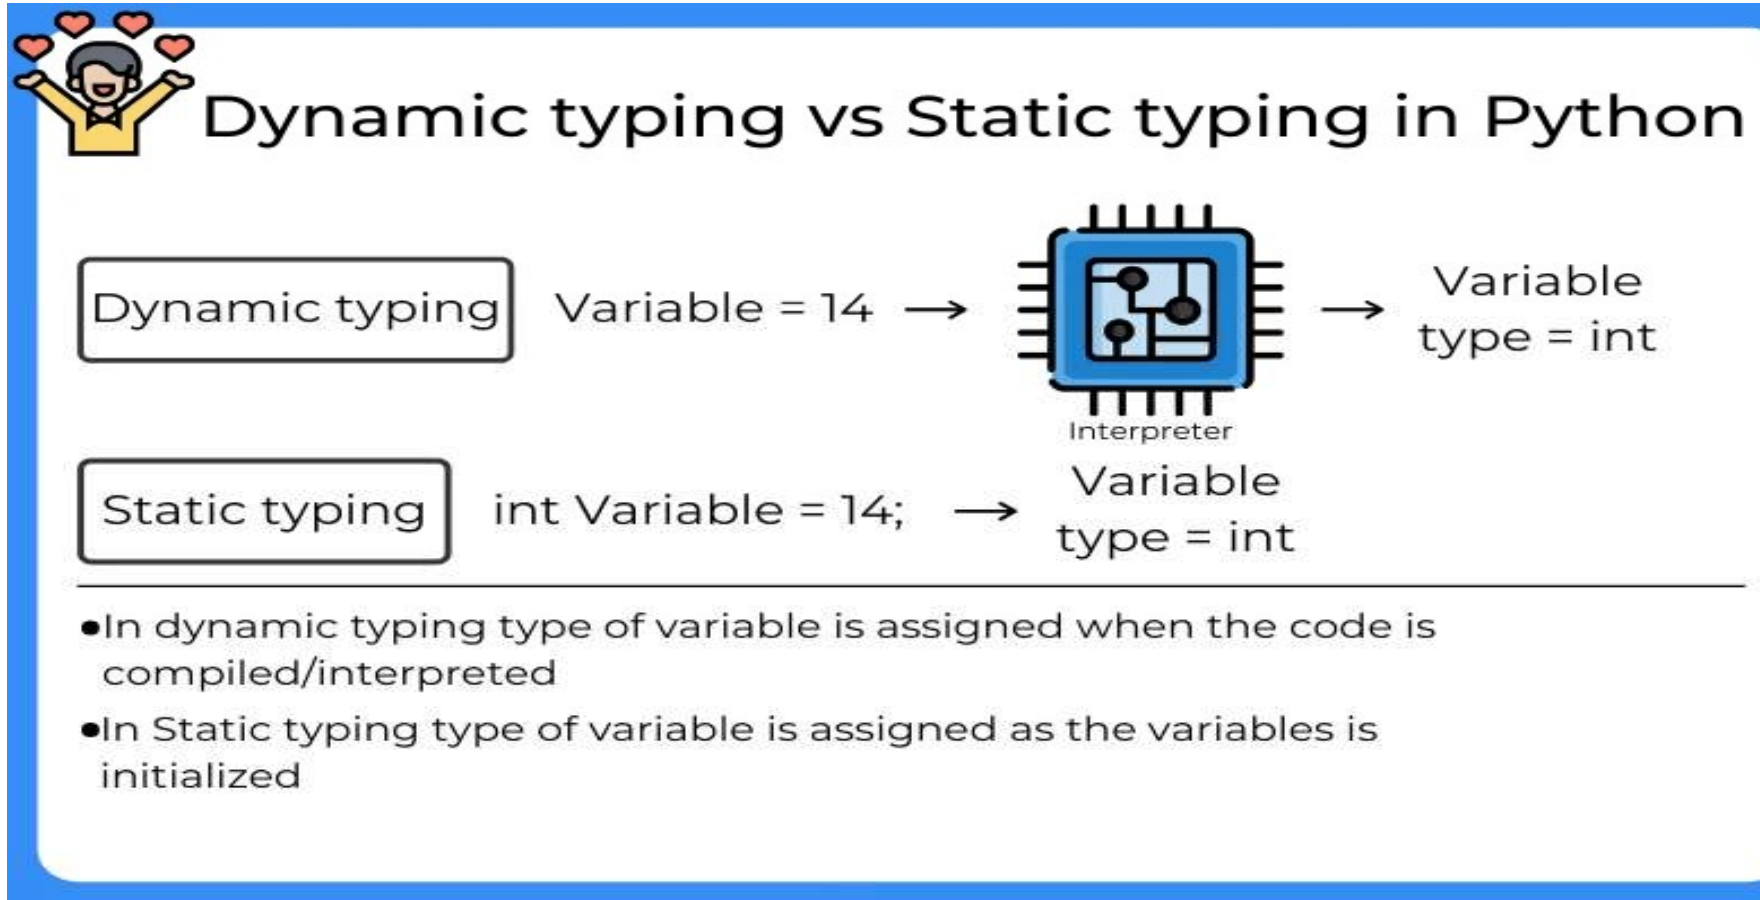 Dynamic typing vs Static typing in Python
Dynamic typing
Variable = 14 →
Interpreter
→ Variable
type = int
Static typing
int Variable = 14; →
Variable
type = int
•In dynamic typing type of variable is assigned when the code is
compiled/interpreted
•In Static typing type of variable is assigned as the variables is
initialized